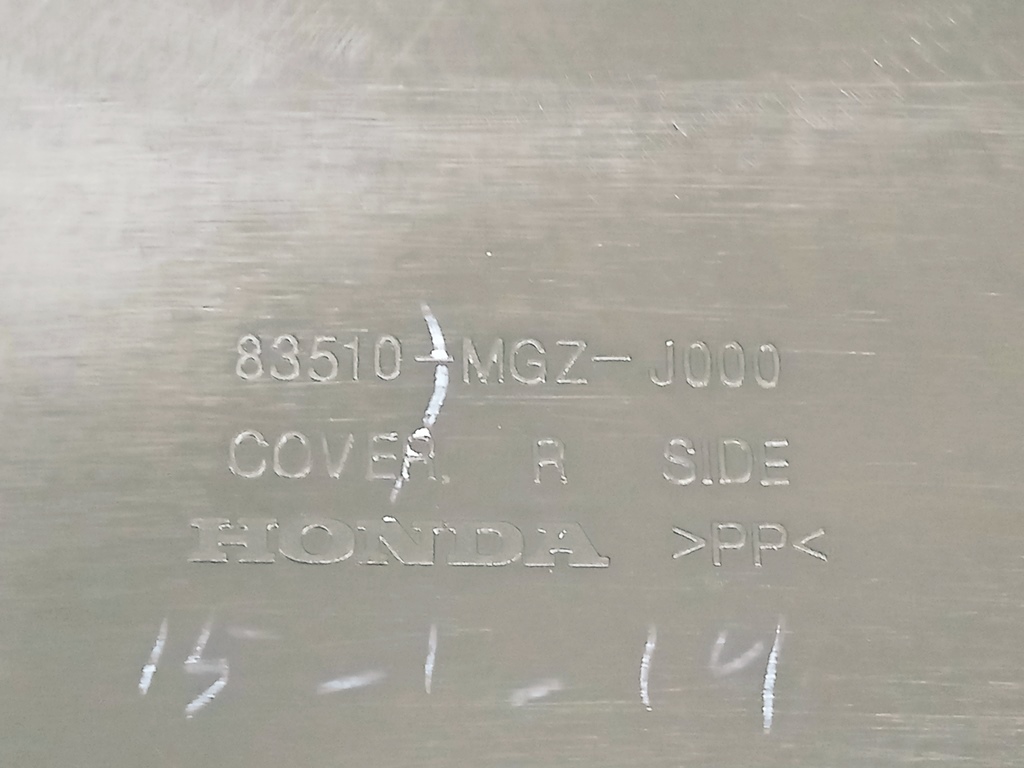 83510-MGZ-J000
COVER, R SIDE
HONDA >PP<
15-1-14